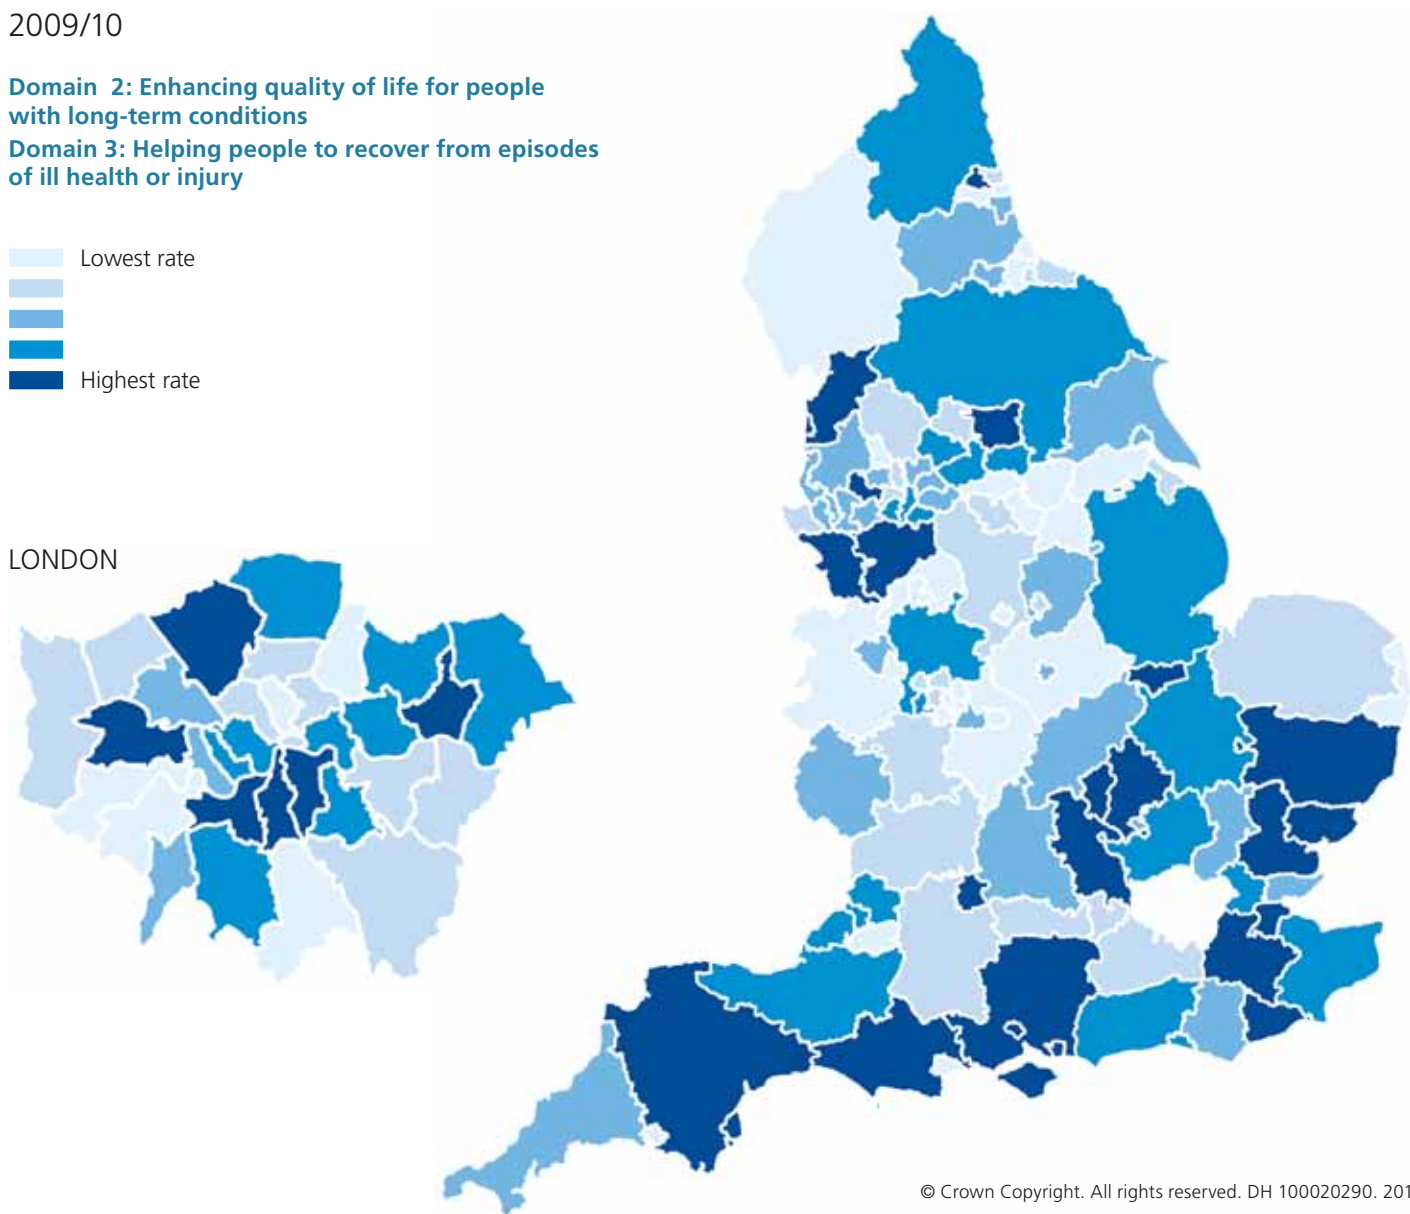 2009/10
Domain 2: Enhancing quality of life for people
with long-term conditions
Domain 3: Helping people to recover from episodes
of ill health or injury
Lowest rate
Highest rate
LONDON
© Crown Copyright. All rights reserved. DH 100020290. 201